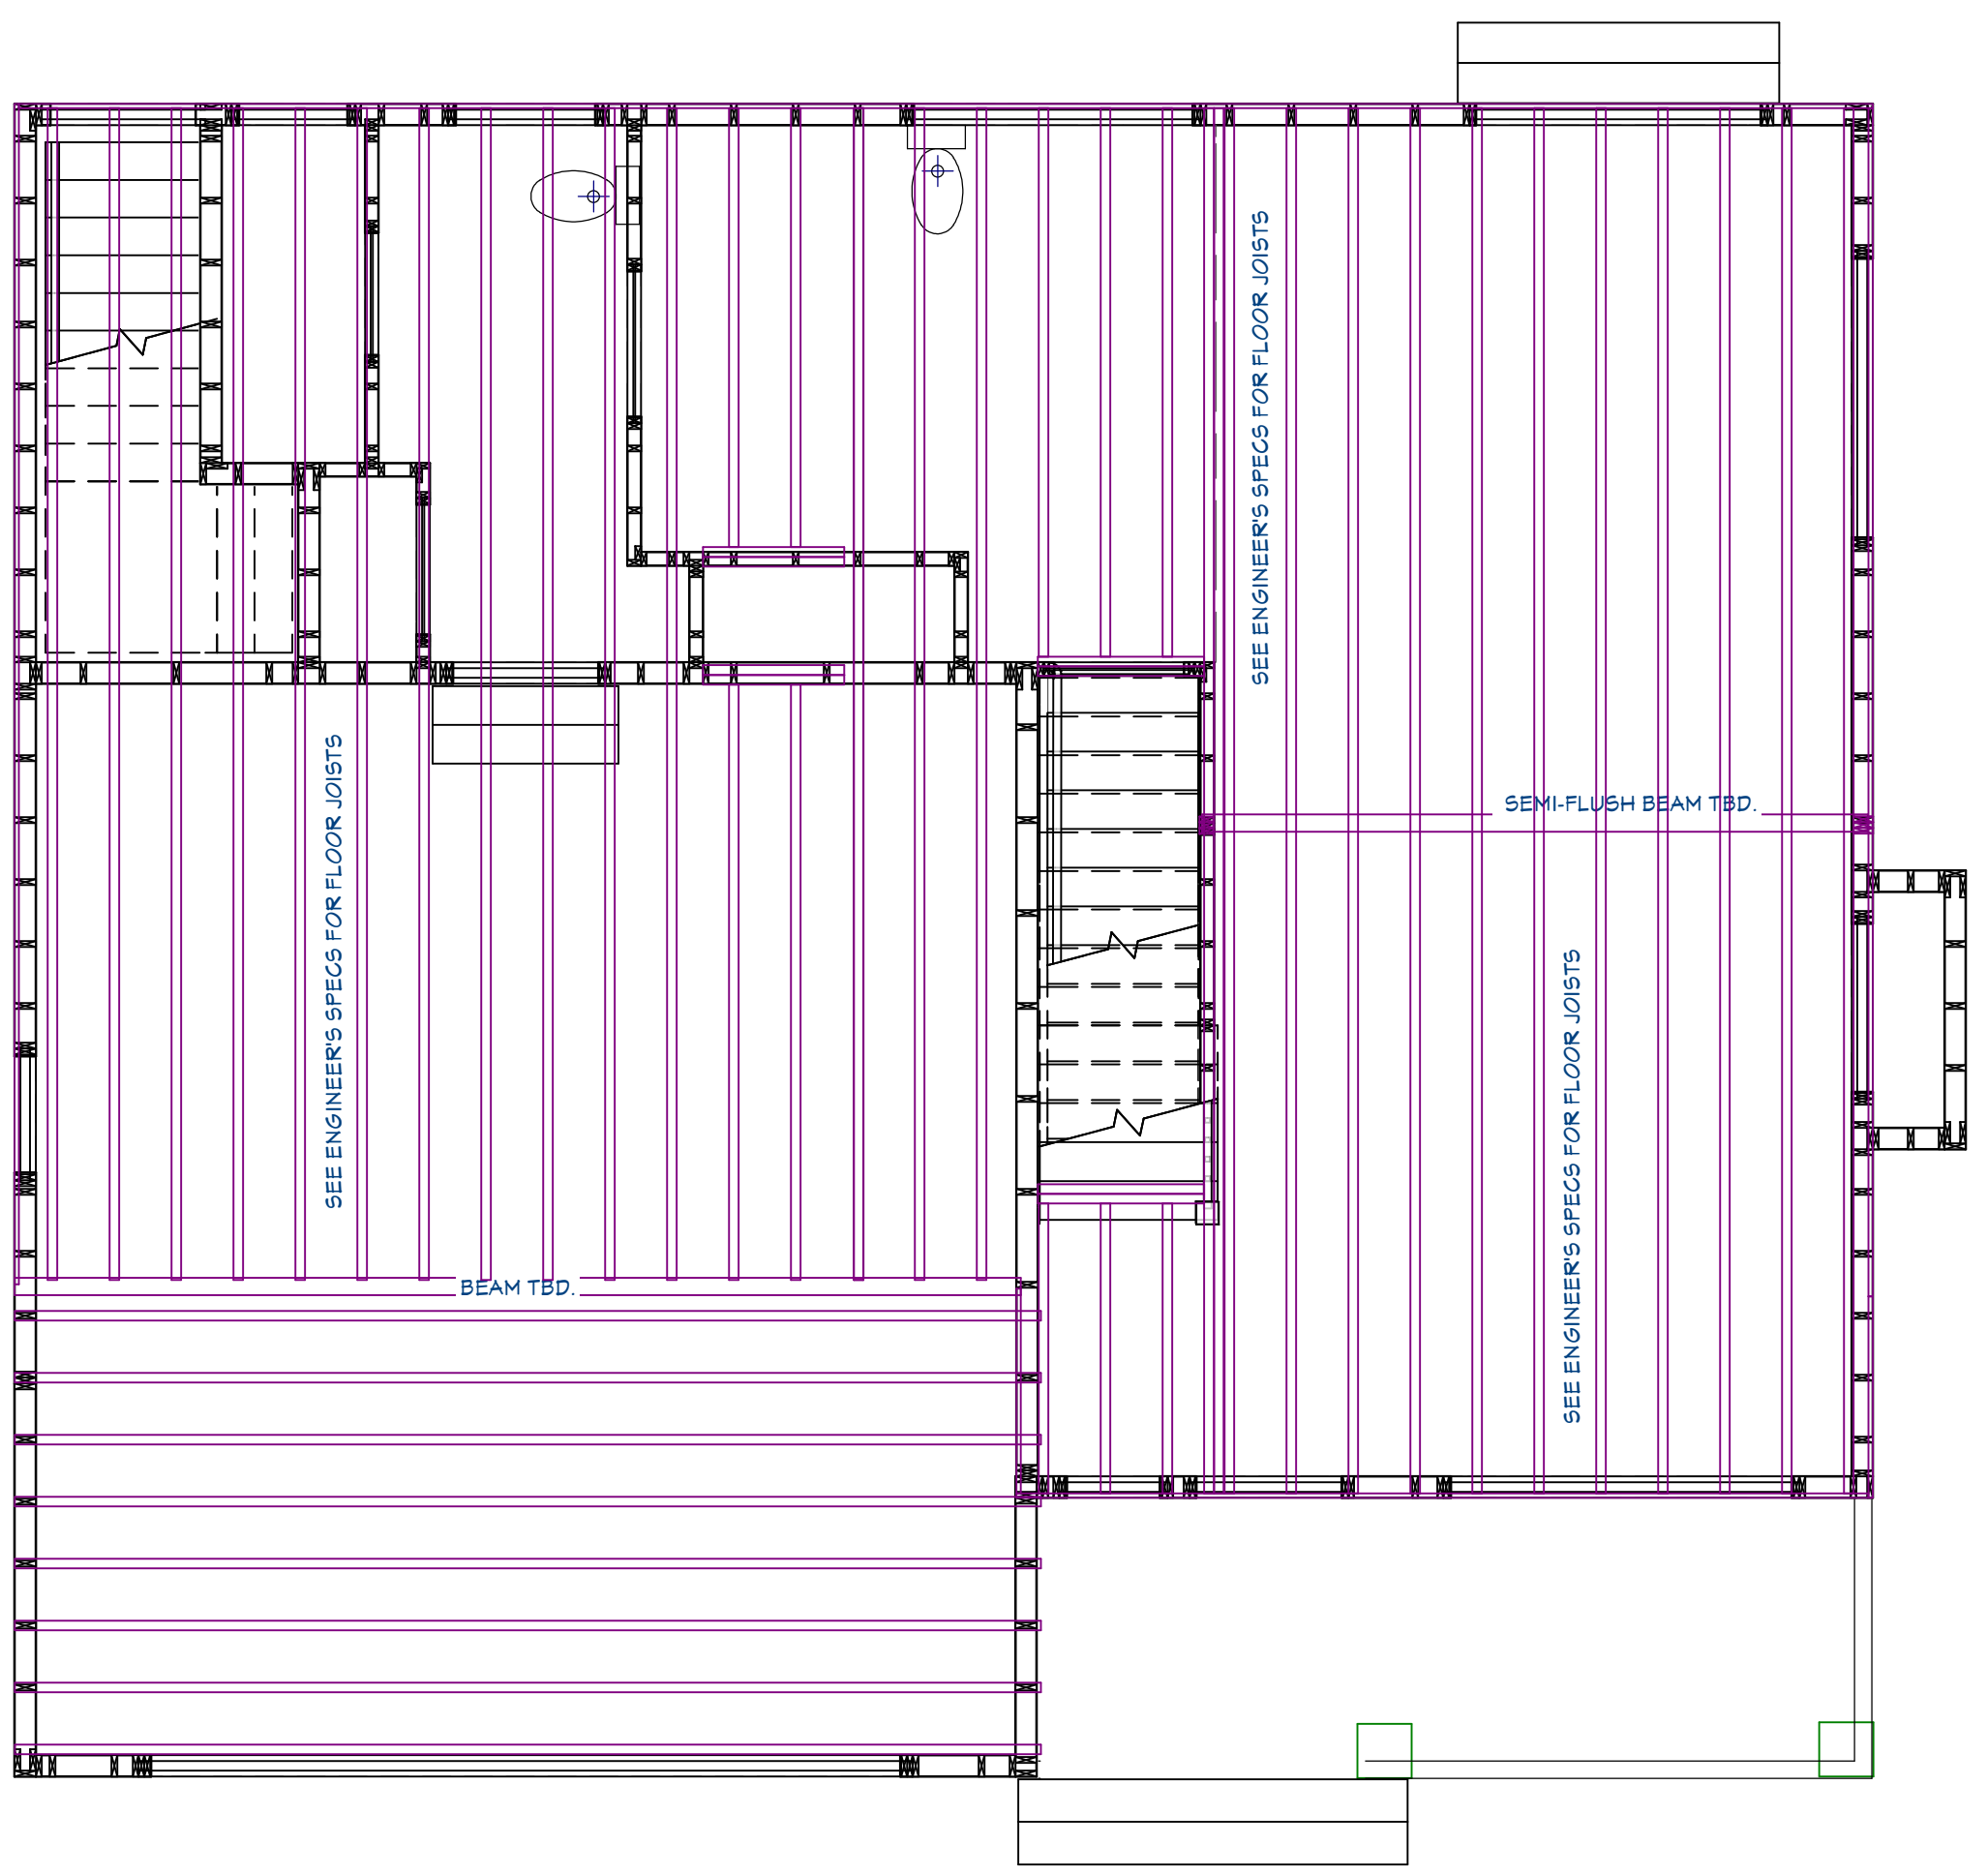 SEE ENGINEER'S SPECS FOR FLOOR JOISTS
SEE ENGINEER'S SPECS FOR FLOOR JOISTS
SEMI-FLUSH BEAM TBD.
SEE ENGINEER'S SPECS FOR FLOOR JOISTS
BEAM TBD.